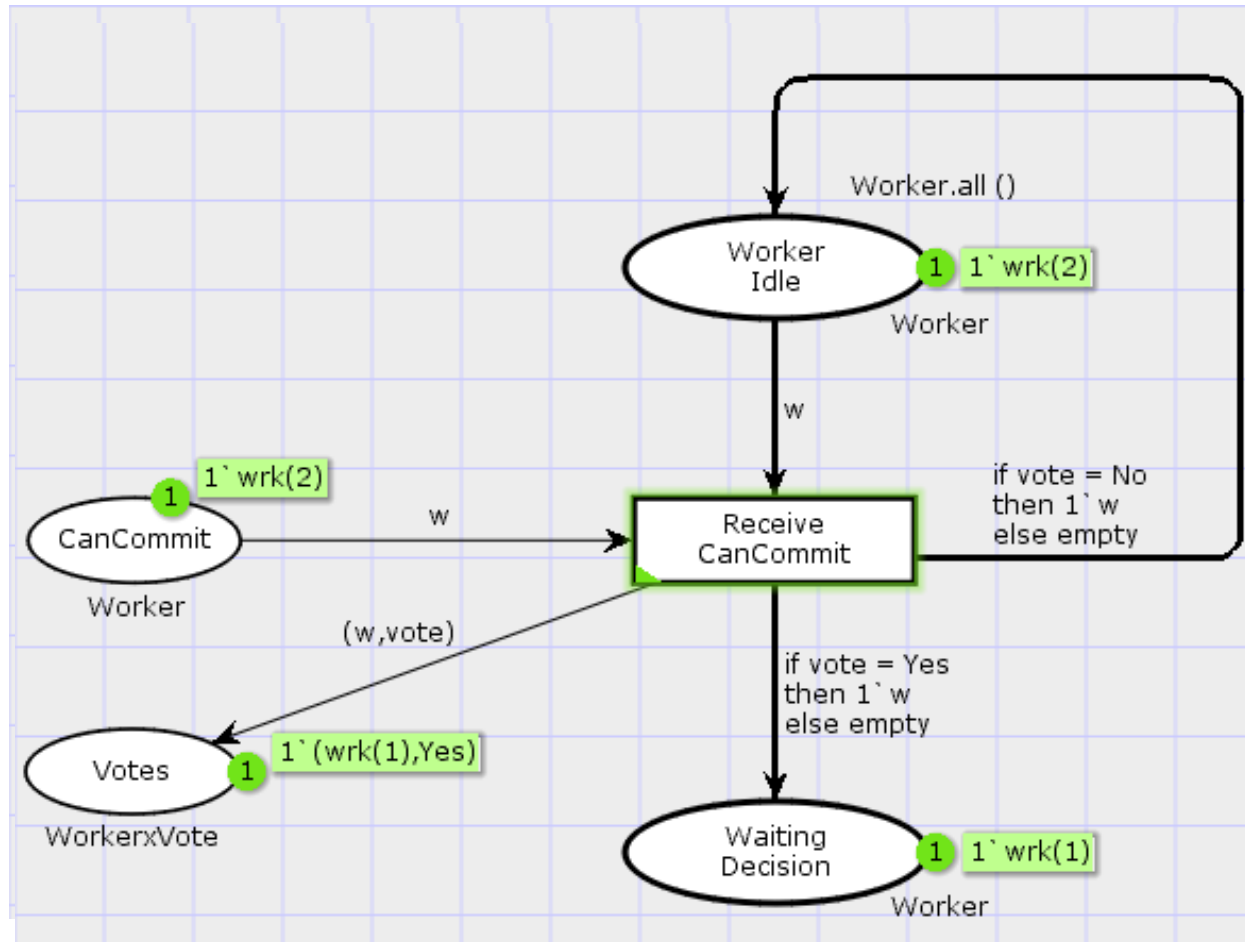 Worker.all ()
Worker
Idle
1
1`wrk(2)
Worker
w
1`wrk(2)
1
CanCommit
Worker
w
Receive
CanCommit
if vote = No
then 1`w
else empty
(w,vote)
if vote = Yes
then 1`w
else empty
Votes
1
1`(wrk(1),Yes)
WorkerxVote
Waiting
Decision
1
1`wrk(1)
Worker